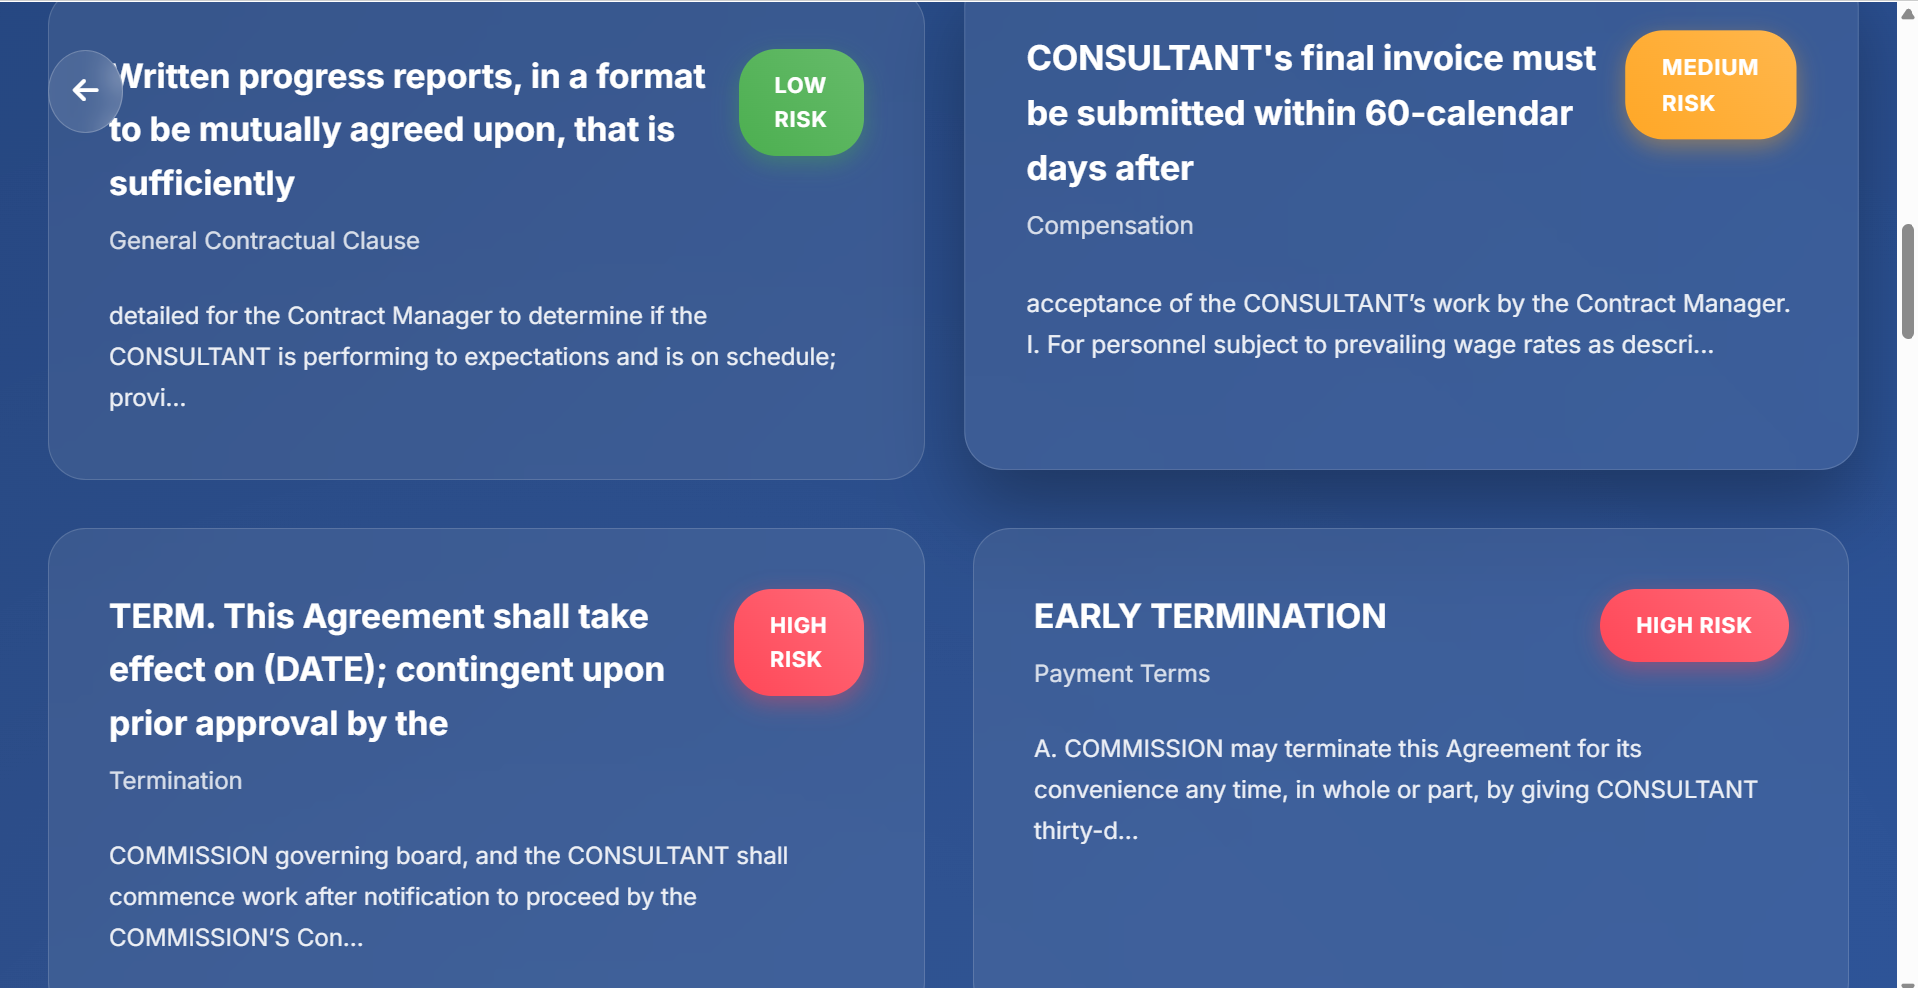 Written progress reports, in a format
to be mutually agreed upon, that is
sufficiently
LOW
RISK
General Contractual Clause
detailed for the Contract Manager to determine if the
CONSULTANT is performing to expectations and is on schedule;
provi...
CONSULTANT's final invoice must
be submitted within 60-calendar
days after
MEDIUM
RISK
Compensation
acceptance of the CONSULTANT’s work by the Contract Manager.
I. For personnel subject to prevailing wage rates as descri...
TERM. This Agreement shall take
effect on (DATE); contingent upon
prior approval by the
HIGH
RISK
Termination
COMMISSION governing board, and the CONSULTANT shall
commence work after notification to proceed by the
COMMISSION’S Con...
EARLY TERMINATION
HIGH RISK
Payment Terms
A. COMMISSION may terminate this Agreement for its
convenience any time, in whole or part, by giving CONSULTANT
thirty-d...